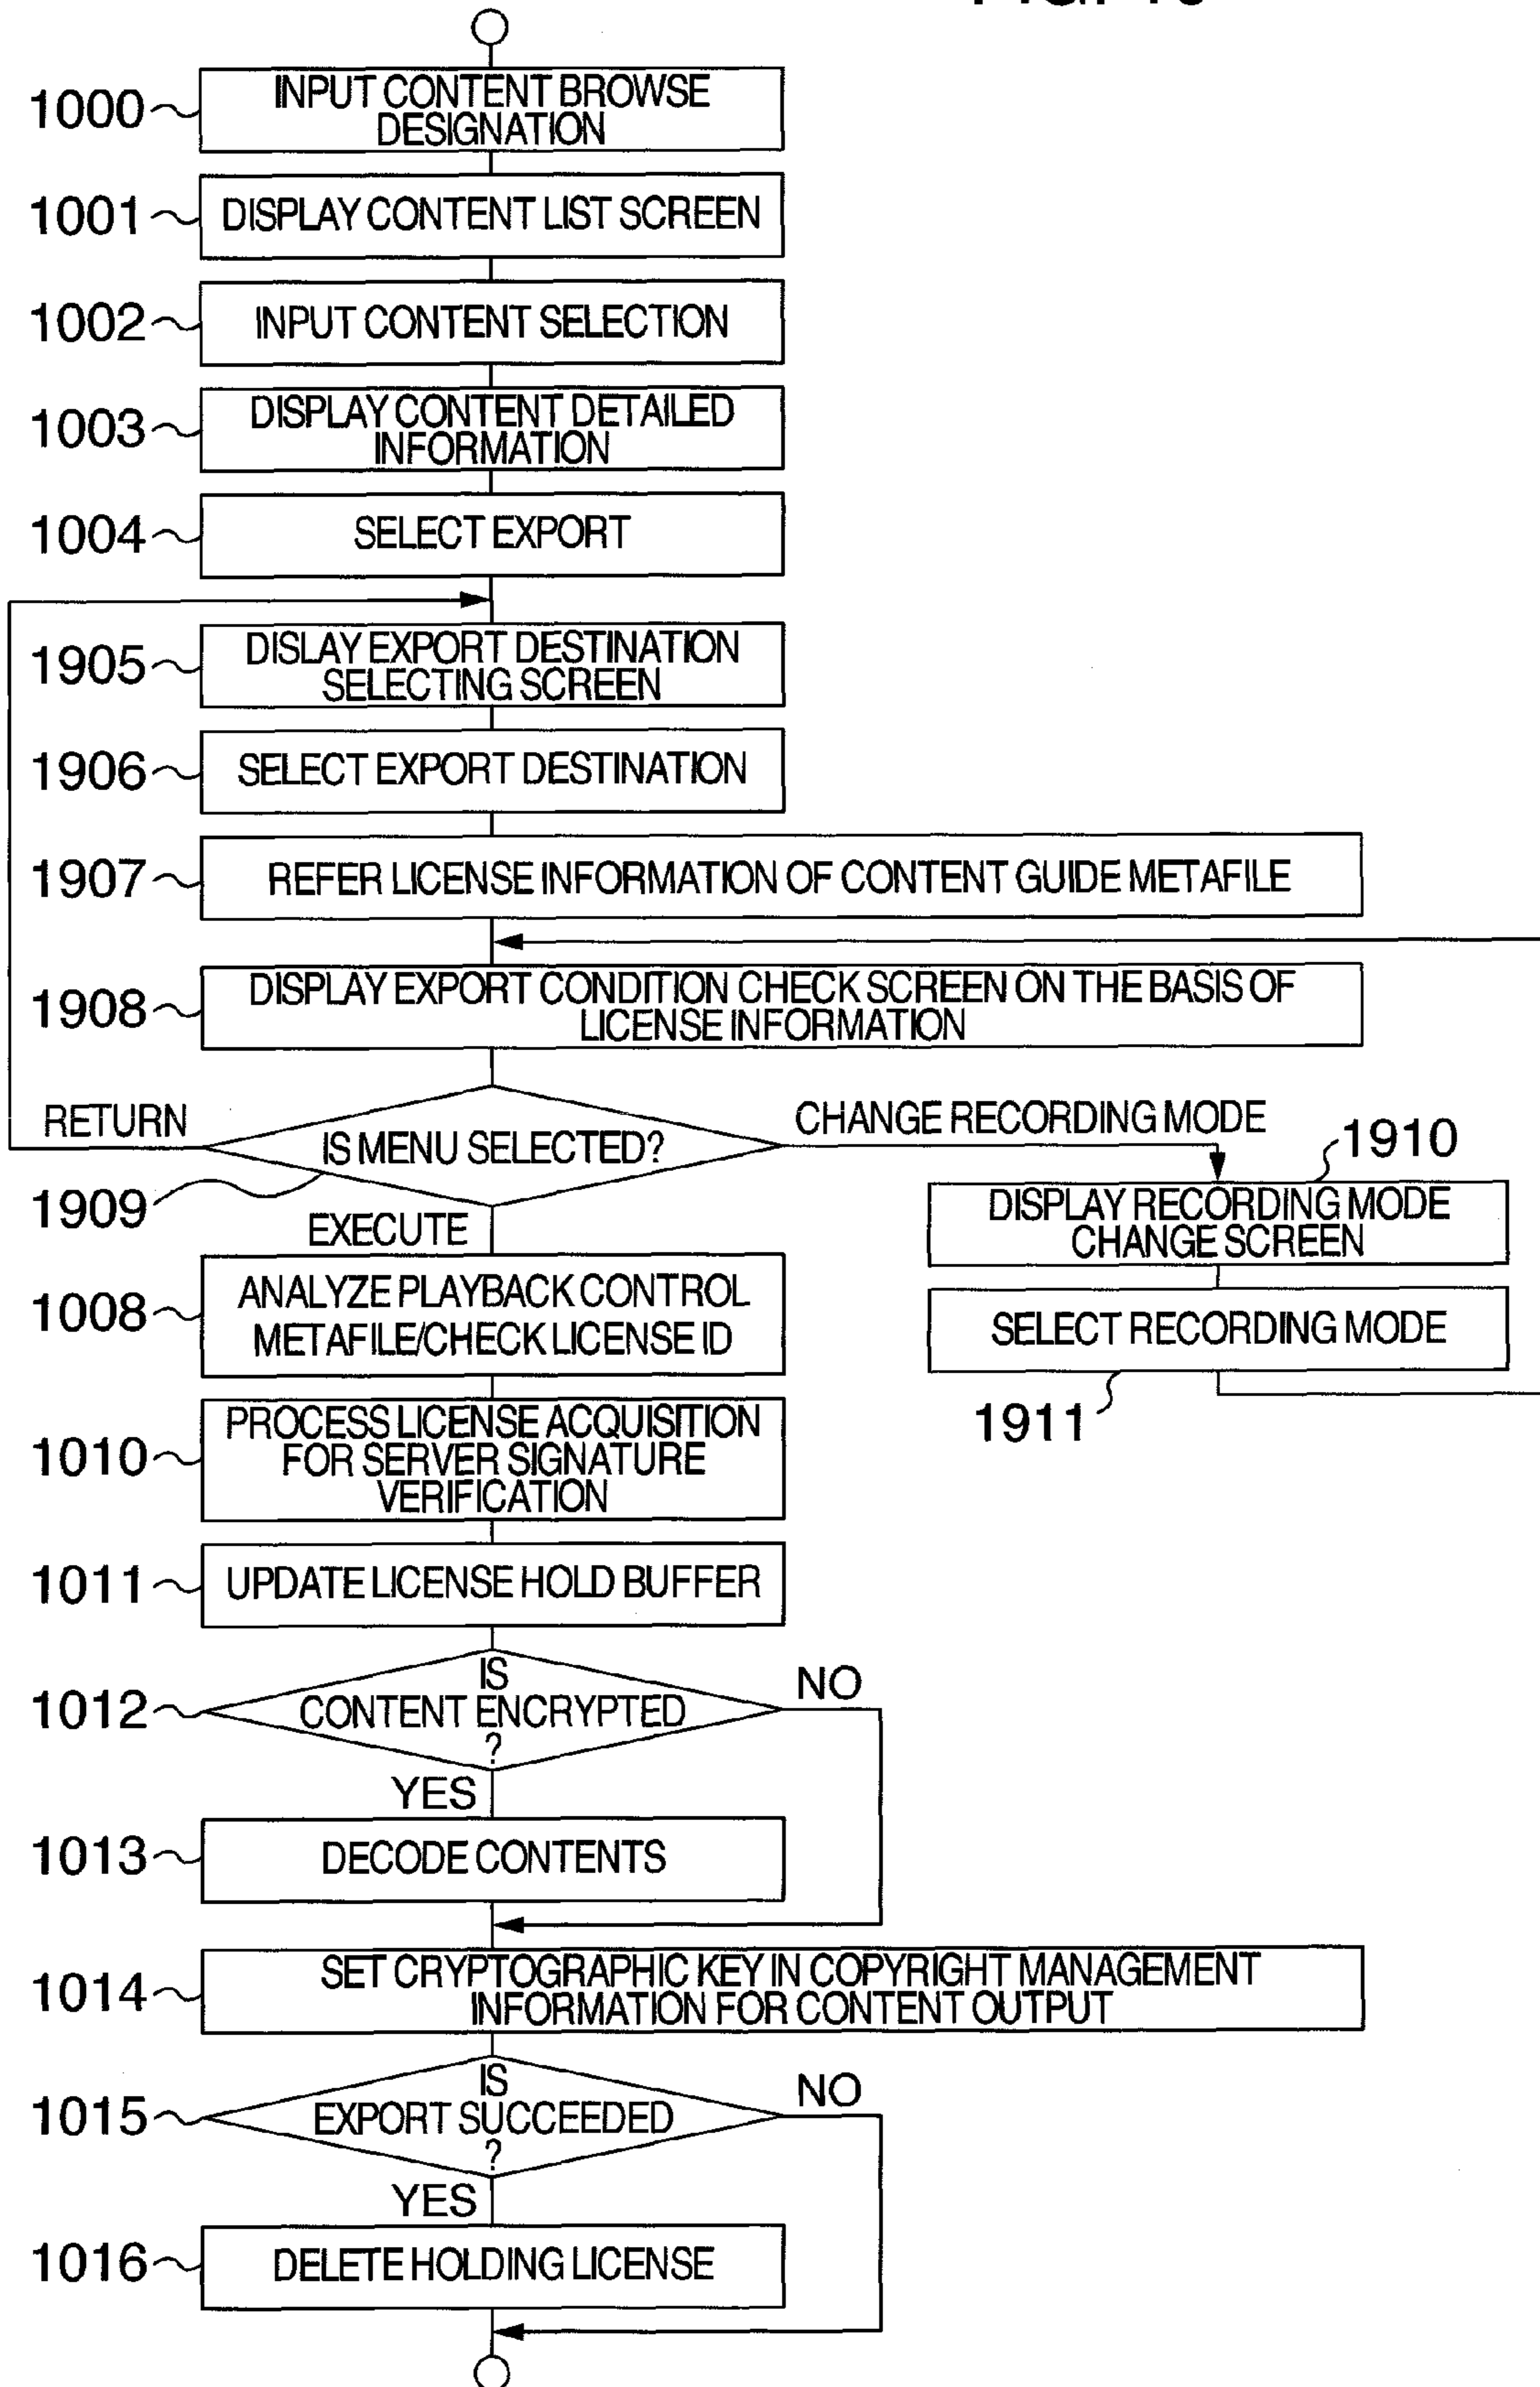 1000
INPUT CONTENT BROWSE
DESIGNATION
1001
DISPLAY CONTENT LIST SCREEN
1002
INPUT CONTENT SELECTION
1003
DISPLAY CONTENT DETAILED
INFORMATION
1004
SELECT EXPORT
1905
DISLAY EXPORT DESTINATION
SELECTING SCREEN
1906
SELECT EXPORT DESTINATION
1907
REFER LICENSE INFORMATION OF CONTENT GUIDE METAFILE
1908
DISPLAY EXPORT CONDITION CHECK SCREEN ON THE BASIS OF
LICENSE INFORMATION
RETURN
IS MENU SELECTED?
CHANGE RECORDING MODE
1909
EXECUTE
1910
DISPLAY RECORDING MODE
CHANGE SCREEN
SELECT RECORDING MODE
1911
1008
ANALYZE PLAYBACK CONTROL
METAFILE/CHECK LICENSE ID
1010
PROCESS LICENSE ACQUISITION
FOR SERVER SIGNATURE
VERIFICATION
1011
UPDATE LICENSE HOLD BUFFER
1012
IS
CONTENT ENCRYPTED
?
NO
YES
1013
DECODE CONTENTS
1014
SET CRYPTOGRAPHIC KEY IN COPYRIGHT MANAGEMENT
INFORMATION FOR CONTENT OUTPUT
1015
IS
EXPORT SUCCEEDED
?
NO
YES
1016
DELETE HOLDING LICENSE